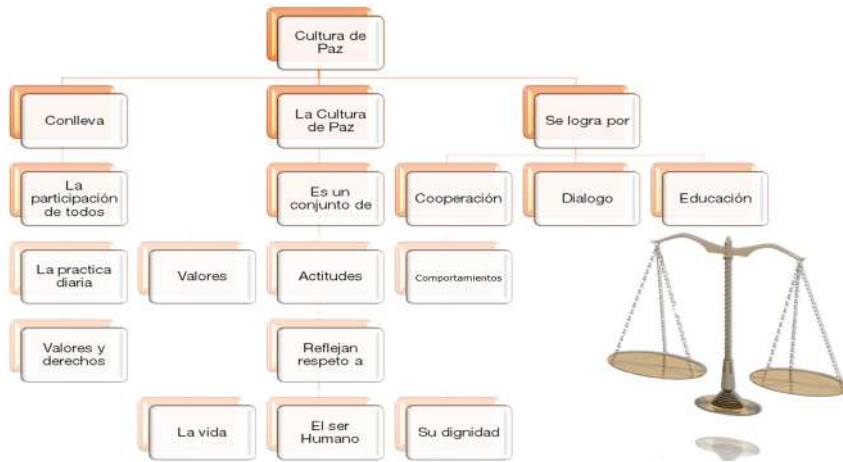 Cultura de
Paz
Conlleva
La Cultura
de Paz
Se logra por
La
participación
de todos
Es un
conjunto de
Cooperación
Dialogo
Educación
La practica
diaria
Valores
Actitudes
Comportamientos
Valores y
derechos
Reflejan
respeto a
La vida
El ser
Humano
Su dignidad